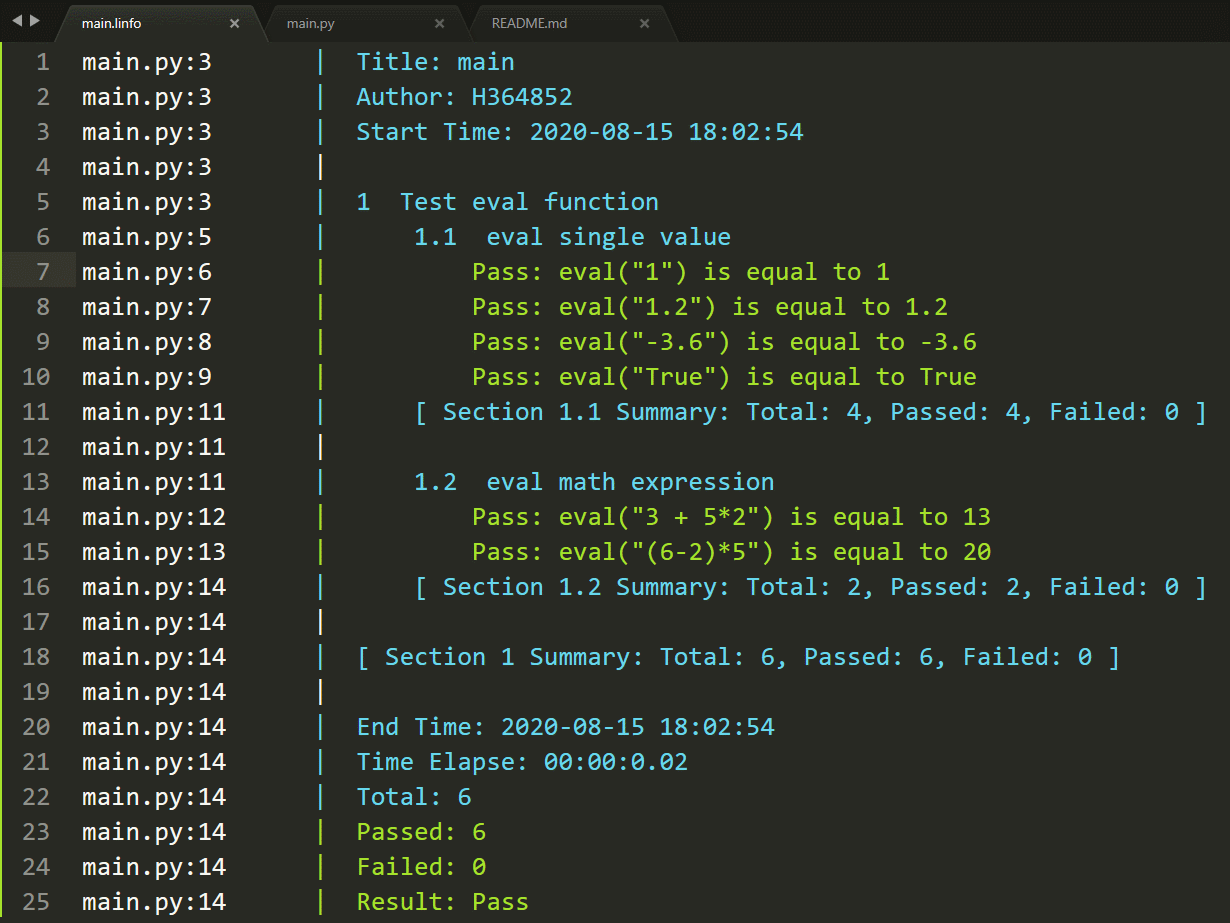 main.linfo × main.py × README.md ×
1 main.py:3 | Title: main
2 main.py:3 | Author: H364852
3 main.py:3 | Start Time: 2020-08-15 18:02:54
4 main.py:3 |
5 main.py:3 | 1 Test eval function
6 main.py:5 | 1.1 eval single value
7 main.py:6 | Pass: eval("1") is equal to 1
8 main.py:7 | Pass: eval("1.2") is equal to 1.2
9 main.py:8 | Pass: eval("-3.6") is equal to -3.6
10 main.py:9 | Pass: eval("True") is equal to True
11 main.py:11 | [ Section 1.1 Summary: Total: 4, Passed: 4, Failed: 0 ]
12 main.py:11 |
13 main.py:11 | 1.2 eval math expression
14 main.py:12 | Pass: eval("3 + 5*2") is equal to 13
15 main.py:13 | Pass: eval("(6-2)*5") is equal to 20
16 main.py:14 | [ Section 1.2 Summary: Total: 2, Passed: 2, Failed: 0 ]
17 main.py:14 |
18 main.py:14 | [ Section 1 Summary: Total: 6, Passed: 6, Failed: 0 ]
19 main.py:14 |
20 main.py:14 | End Time: 2020-08-15 18:02:54
21 main.py:14 | Time Elapse: 00:00:0.02
22 main.py:14 | Total: 6
23 main.py:14 | Passed: 6
24 main.py:14 | Failed: 0
25 main.py:14 | Result: Pass